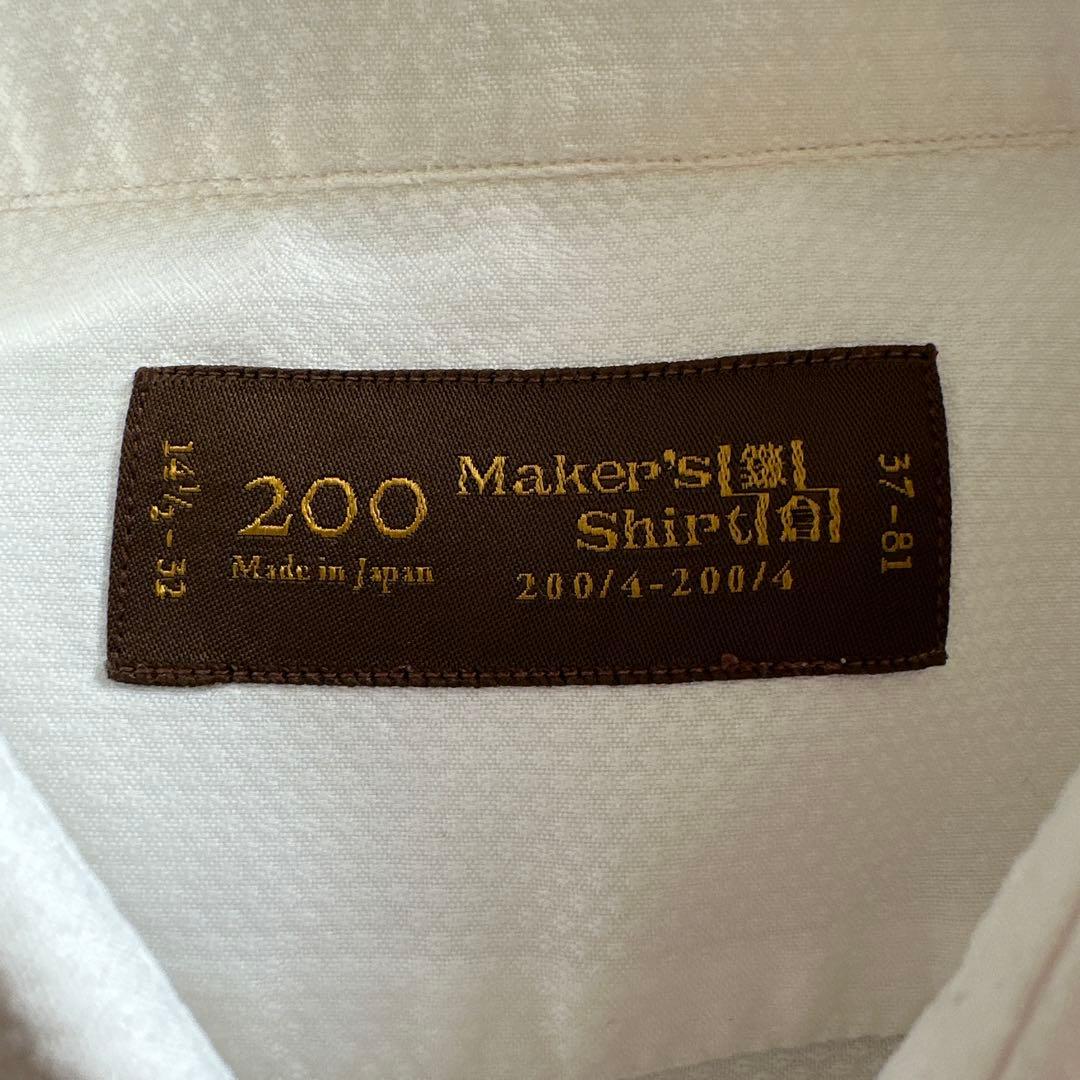 14½-32
200
Made in Japan
Maker's
Shirt
200/4-200/4
37-81